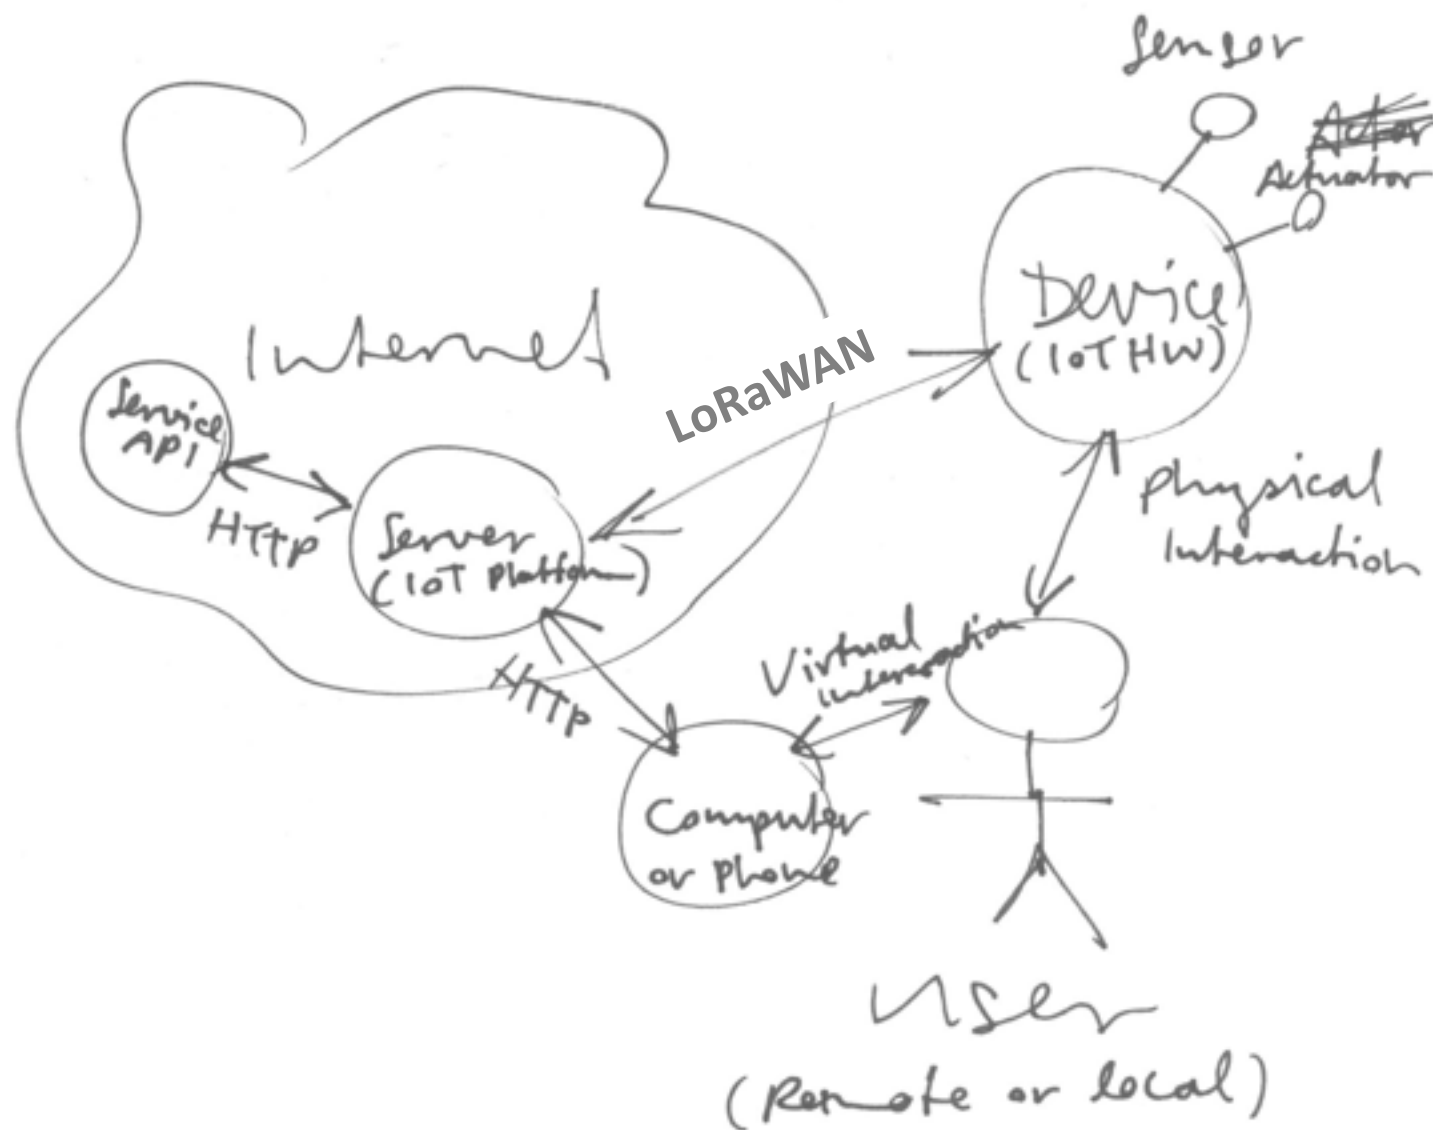 Sensor
Actor
Actuator
Internet
Device
(IoT HW)
LoRaWAN
Service
API
HTTP
Server
(IoT Platform)
Physical
Interaction
Virtual
interaction
HTTP
Computer
or phone
User
(Remote or local)